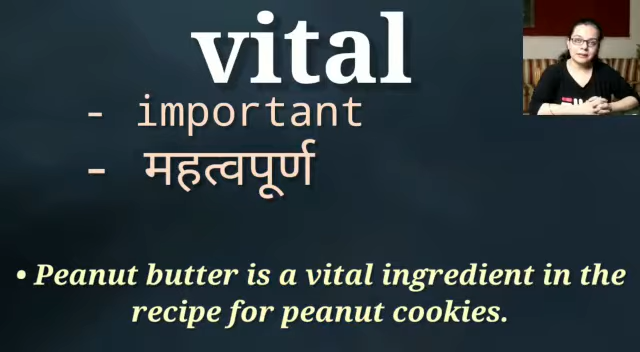 vital
- important
- महत्वपूर्ण
• Peanut butter is a vital ingredient in the
recipe for peanut cookies.